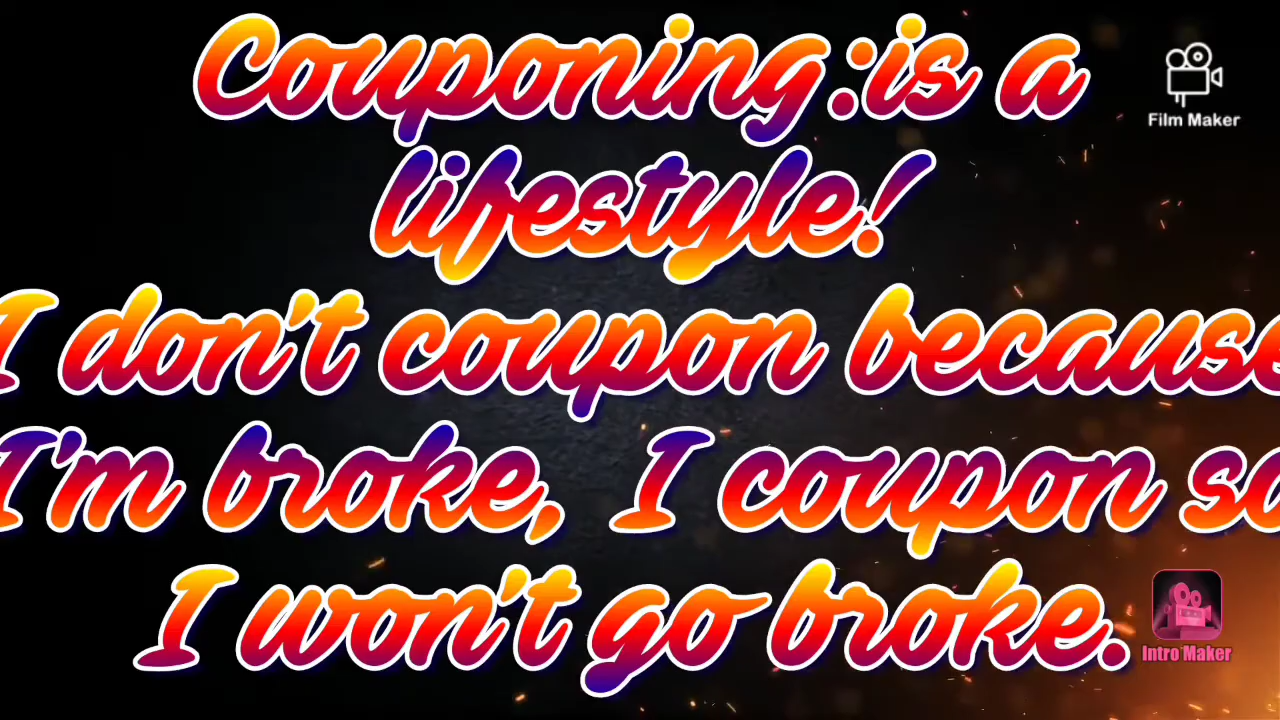 Couponing:is a
lifestyle!
I don't coupon because
I'm broke, I coupon so
I won't go broke.
Film Maker
Intro Maker